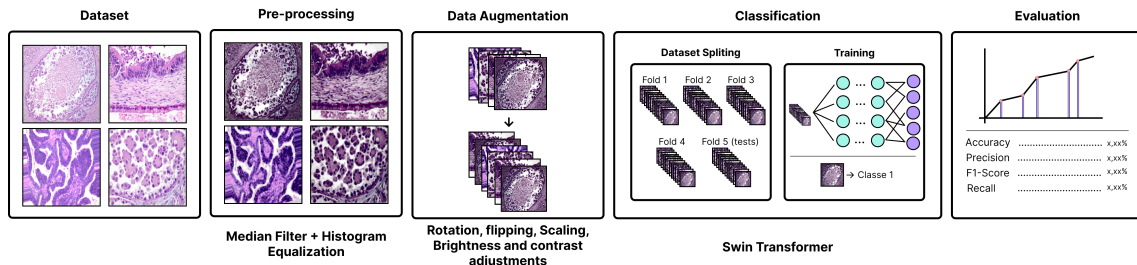 Dataset
Pre-processing
Data Augmentation
Classification
Evaluation
Dataset Spliting
Training
Fold 1
Fold 2
Fold 3
Fold 4
Fold 5 (tests)
... ...
... ...
... ...
... ...
→ Classe 1
Accuracy ........................ x,xx%
Precision ........................ x,xx%
F1-Score ........................ x,xx%
Recall ........................ x,xx%
Median Filter + Histogram
Equalization
Rotation, flipping, Scaling,
Brightness and contrast
adjustments
Swin Transformer